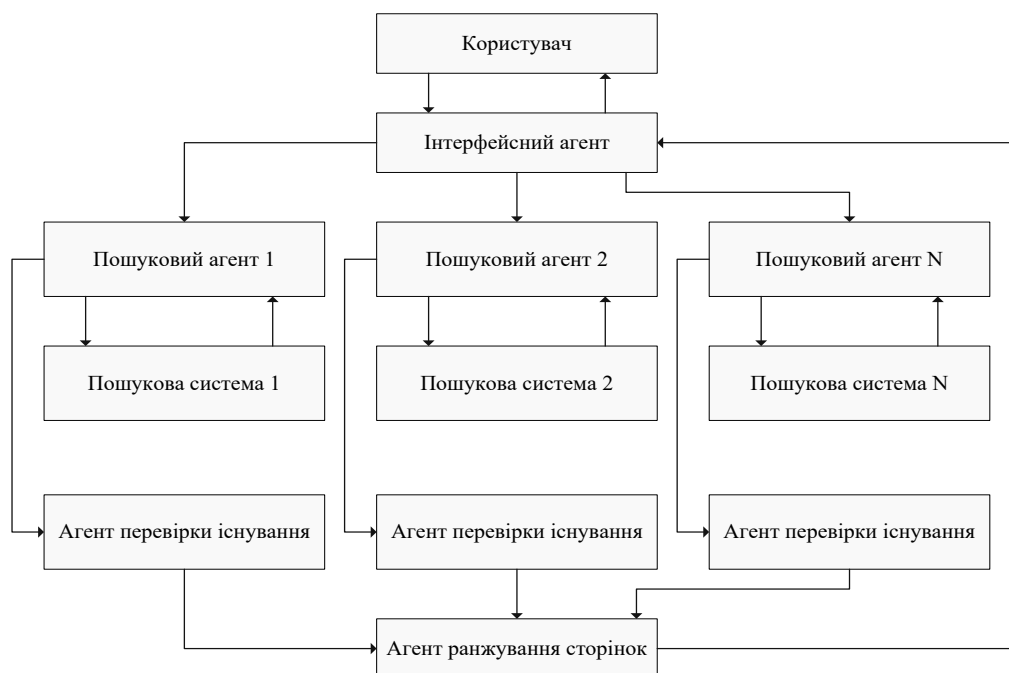 Користувач
Інтерфейсний агент
Пошуковий агент 1
Пошуковий агент 2
Пошуковий агент N
Пошукова система 1
Пошукова система 2
Пошукова система N
Агент перевірки існування
Агент перевірки існування
Агент перевірки існування
Агент ранжування сторінок